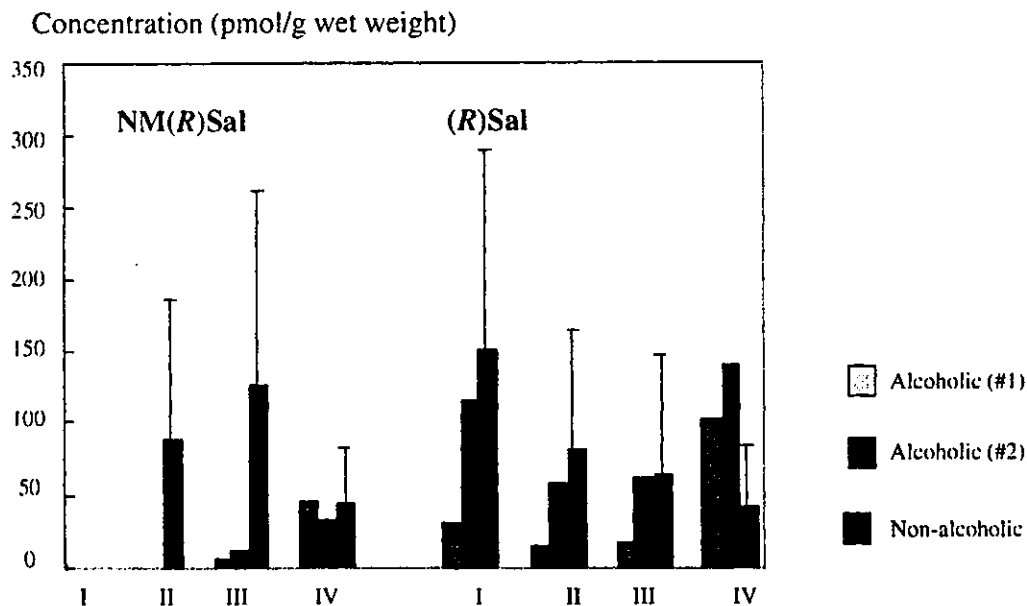 Concentration (pmol/g wet weight)
350
300
250
200
150
100
50
0
NM(R)Sal
(R)Sal
I II III IV I II III IV
Alcoholic (#1)
Alcoholic (#2)
Non-alcoholic